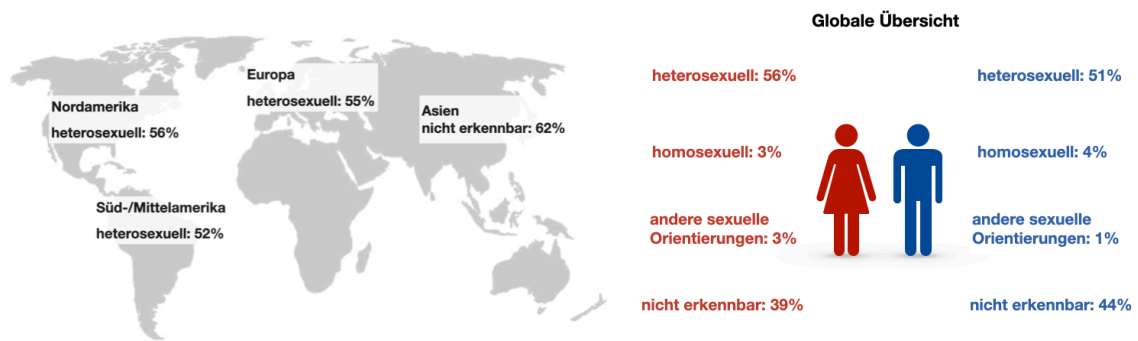 Globale Übersicht
Europa
heterosexuell: 55%
Nordamerika
heterosexuell: 56%
Asien
nicht erkennbar: 62%
Süd-/Mittelamerika
heterosexuell: 52%
heterosexuell: 56%
heterosexuell: 51%
homosexuell: 3%
homosexuell: 4%
andere sexuelle
Orientierungen: 3%
andere sexuelle
Orientierungen: 1%
nicht erkennbar: 39%
nicht erkennbar: 44%